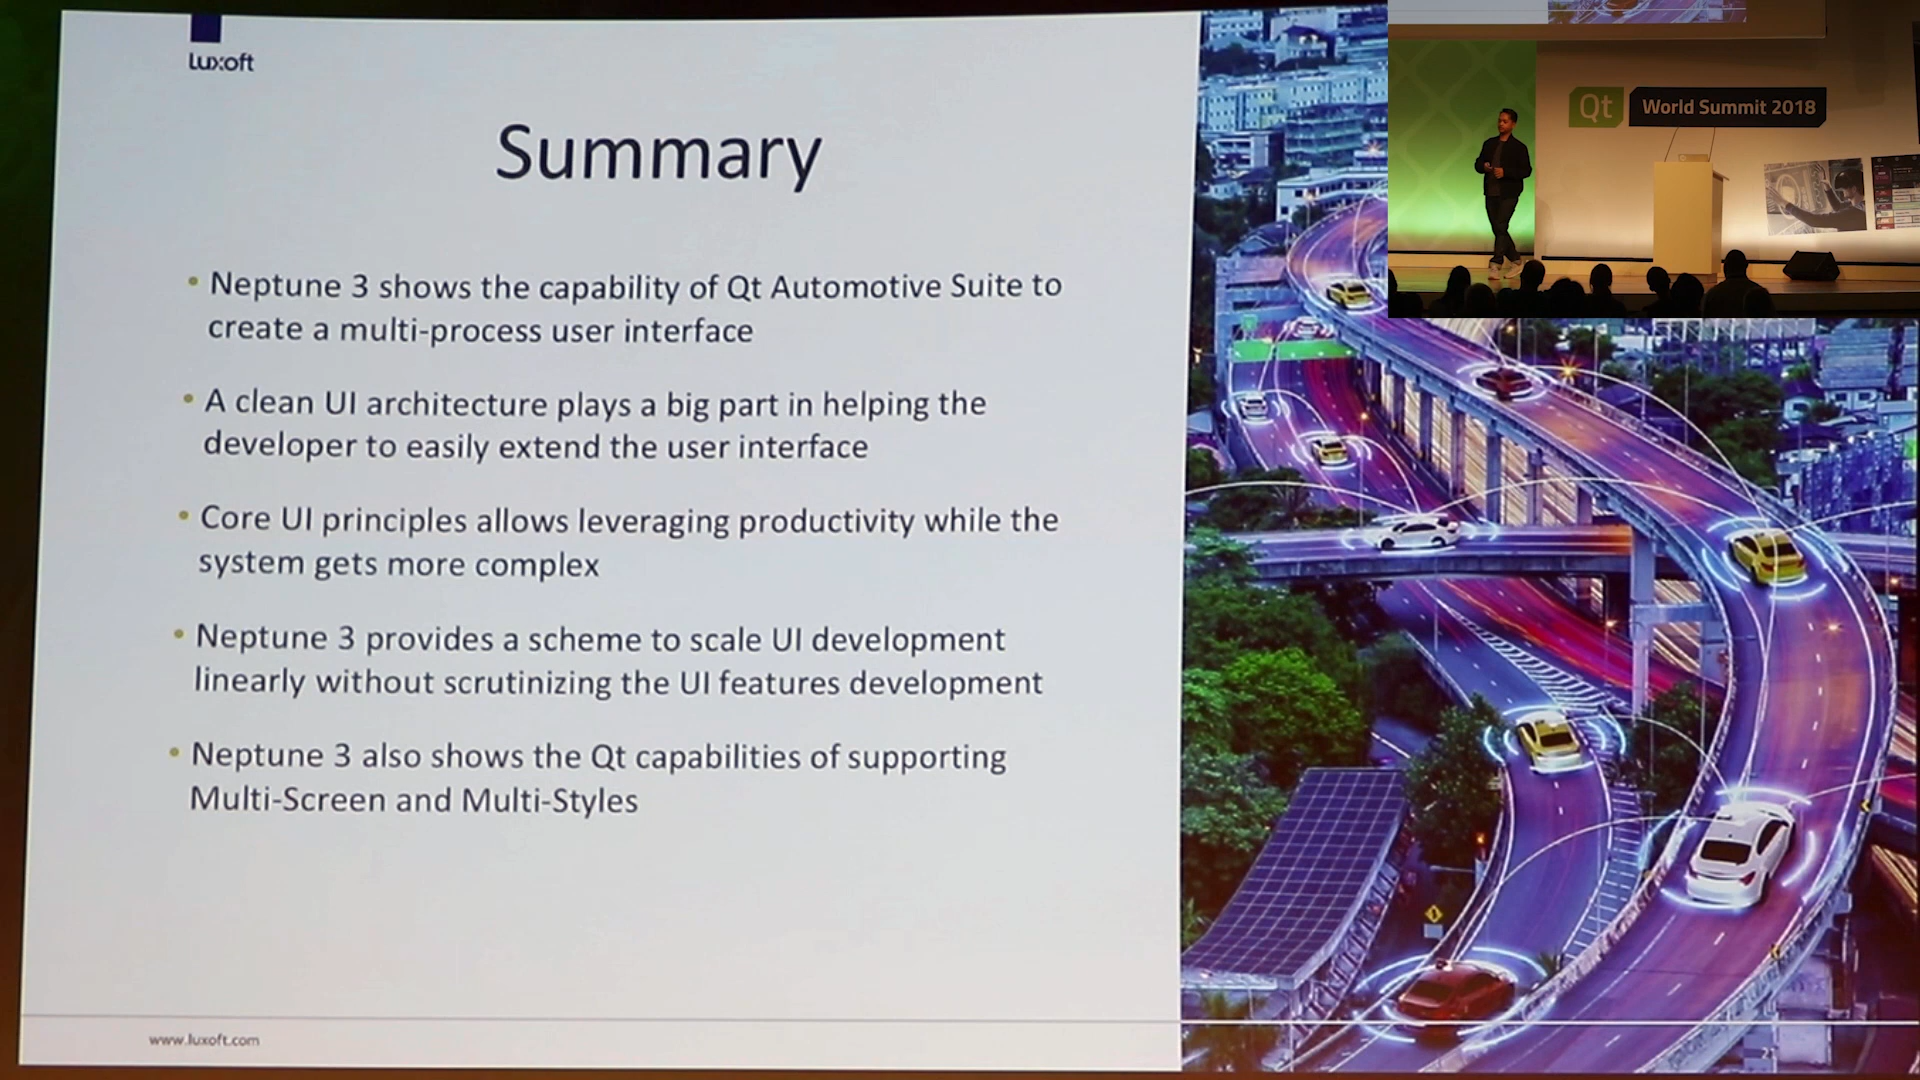 Luxoft
Summary
• Neptune 3 shows the capability of Qt Automotive Suite to
create a multi-process user interface
• A clean UI architecture plays a big part in helping the
developer to easily extend the user interface
• Core UI principles allows leveraging productivity while the
system gets more complex
• Neptune 3 provides a scheme to scale UI development
linearly without scrutinizing the UI features development
• Neptune 3 also shows the Qt capabilities of supporting
Multi-Screen and Multi-Styles
www.luxoft.com
Qt World Summit 2018